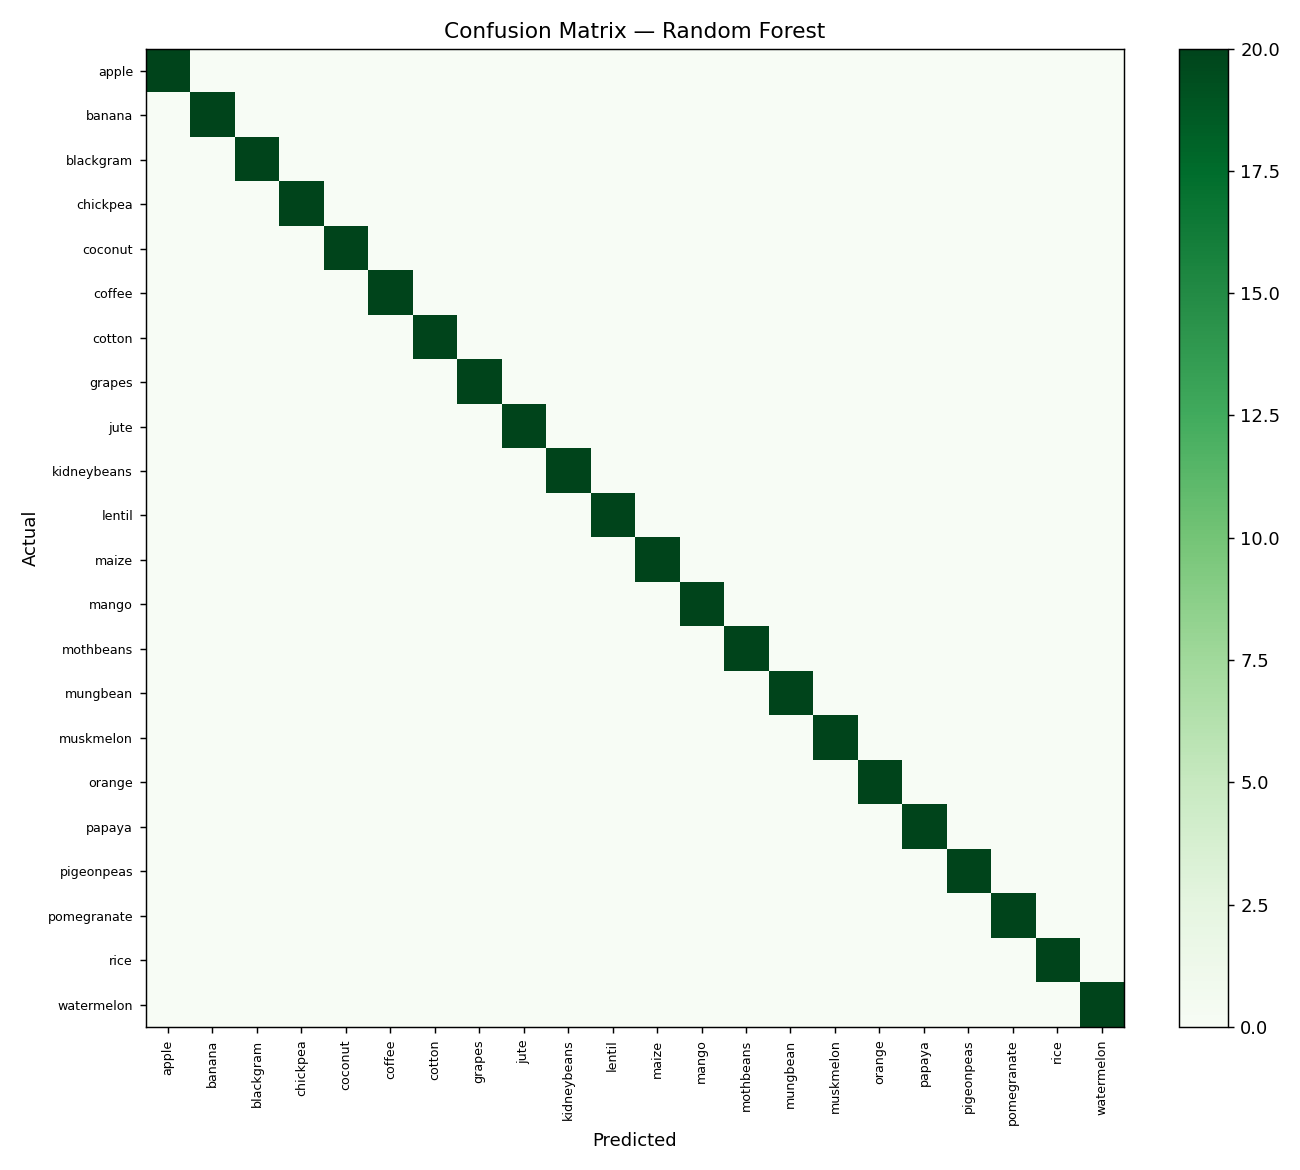 Confusion Matrix — Random Forest
Actual
apple
banana
blackgram
chickpea
coconut
coffee
cotton
grapes
jute
kidneybeans
lentil
maize
mango
mothbeans
mungbean
muskmelon
orange
papaya
pigeonpeas
pomegranate
rice
watermelon
apple
banana
blackgram
chickpea
coconut
coffee
cotton
grapes
jute
kidneybeans
lentil
maize
mango
mothbeans
mungbean
muskmelon
orange
papaya
pigeonpeas
pomegranate
rice
watermelon
Predicted
20.0
17.5
15.0
12.5
10.0
7.5
5.0
2.5
0.0